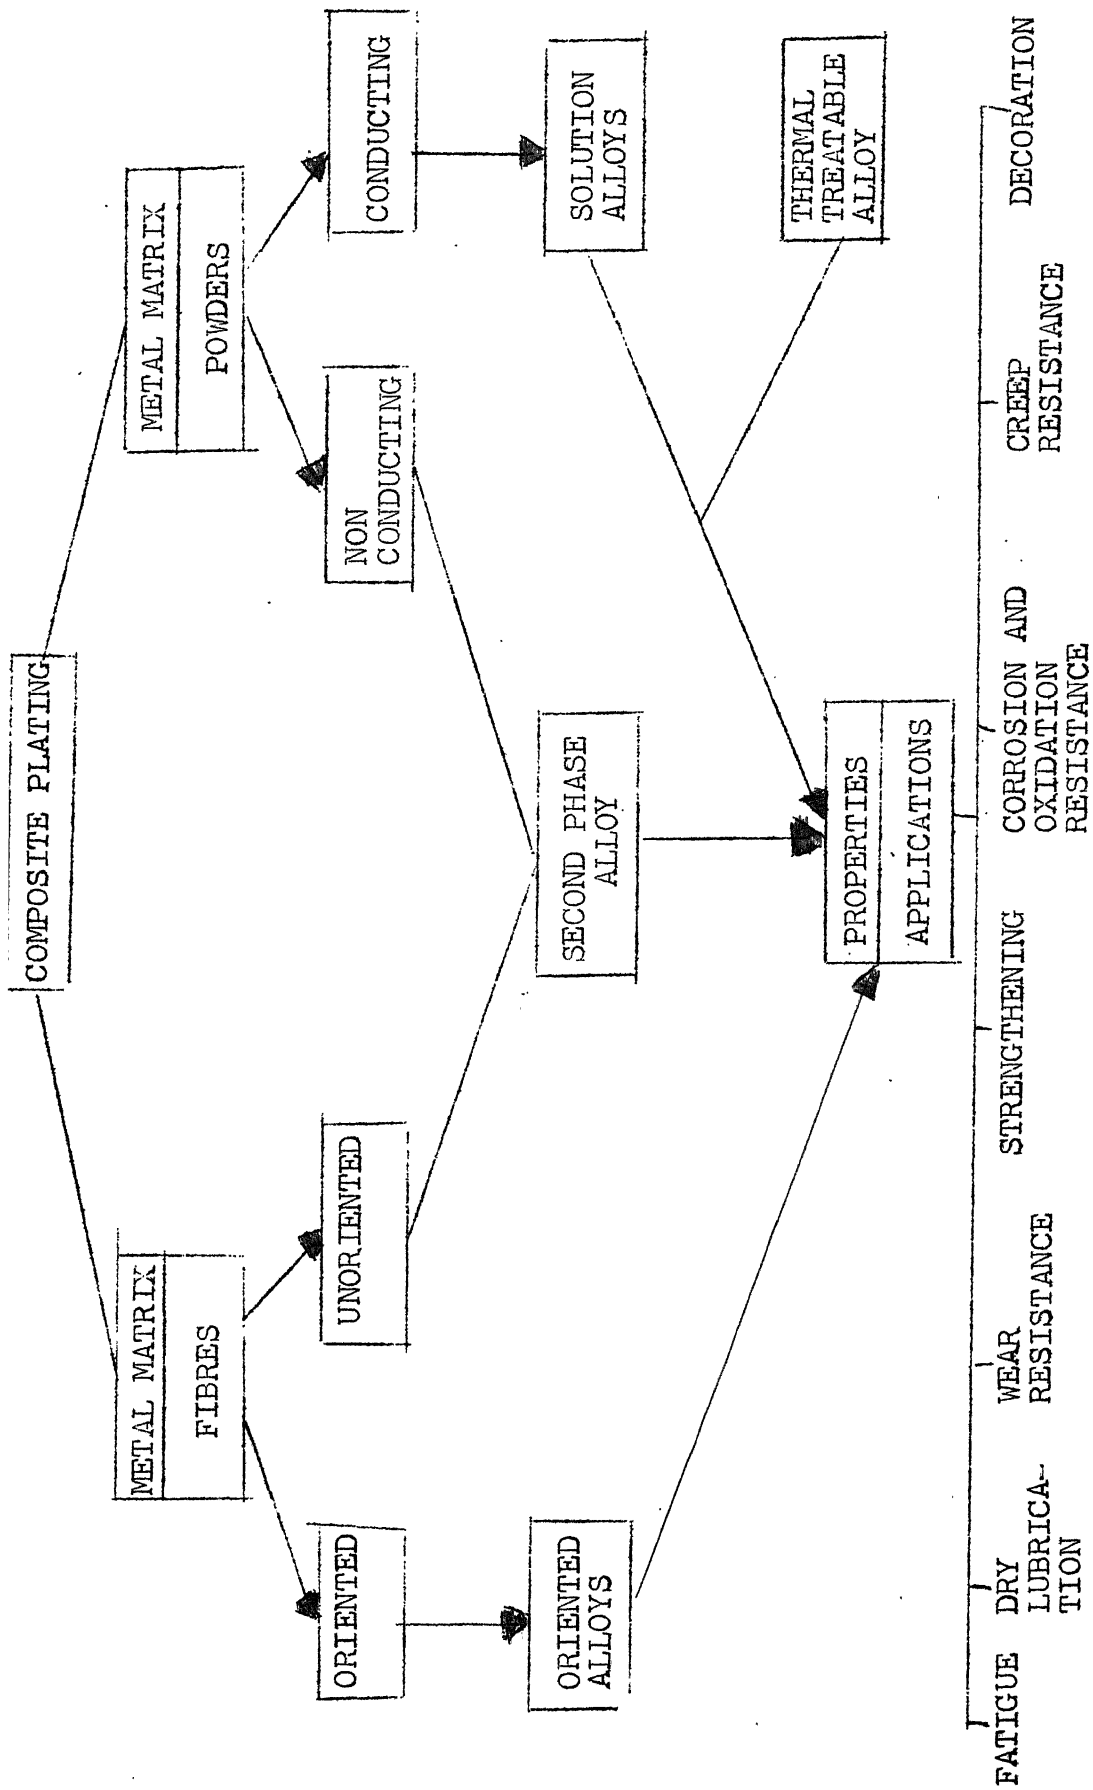 COMPOSITE PLATING
METAL MATRIX
FIBRES
METAL MATRIX
POWDERS
ORIENTED
UNORIENTED
NON
CONDUCTING
CONDUCTING
ORIENTED
ALLOYS
SECOND PHASE
ALLOY
SOLUTION
ALLOYS
PROPERTIES
APPLICATIONS
THERMAL
TREATABLE
ALLOY
FATIGUE
DRY
LUBRICA-
TION
WEAR
RESISTANCE
STRENGTHENING
CORROSION AND
OXIDATION
RESISTANCE
CREEP
RESISTANCE
DECORATION